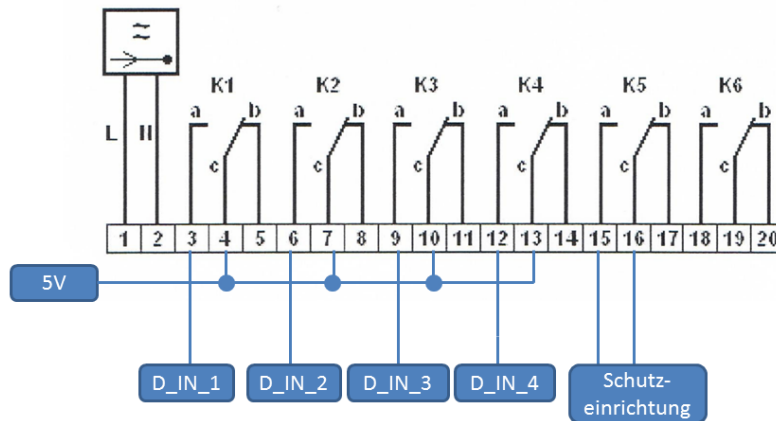 K1 K2 K3 K4 K5 K6
a b a b a b a b a b a b
L N
c c c c c c
1 2 3 4 5 6 7 8 9 10 11 12 13 14 15 16 17 18 19 20
5V
D_IN_1 D_IN_2 D_IN_3 D_IN_4 Schutz-
einrichtung